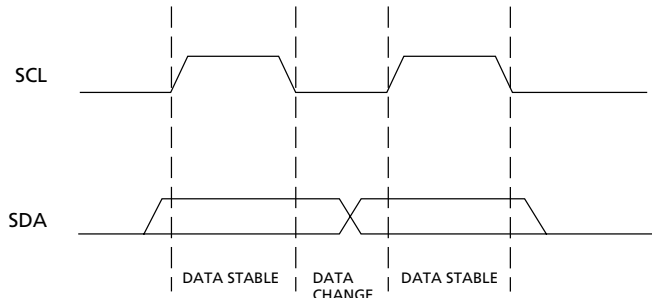 SCL
SDA
DATA STABLE
DATA
CHANGE
DATA STABLE